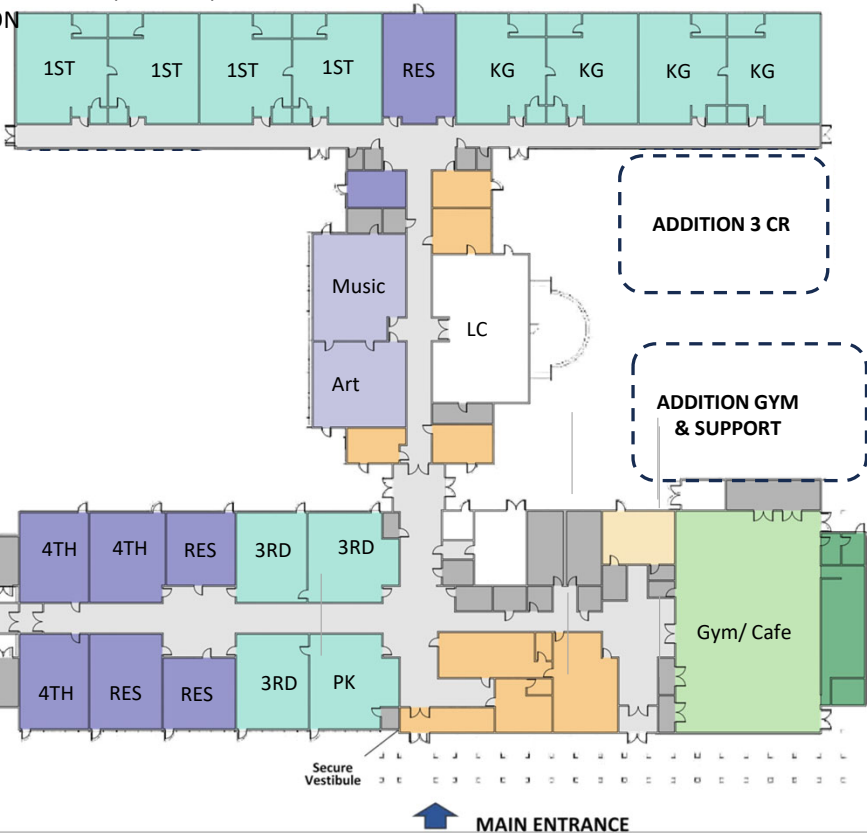 ON
1ST
1ST
1ST
1ST
RES
KG
KG
KG
KG
ADDITION 3 CR
Music
LC
Art
ADDITION GYM
& SUPPORT
4TH
4TH
RES
3RD
3RD
Gym/ Cafe
4TH
RES
RES
3RD
PK
Secure
Vestibule
MAIN ENTRANCE